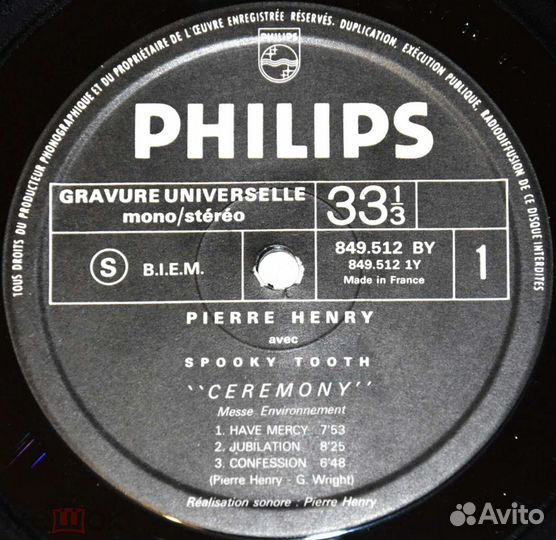 TOUS DROITS DU PRODUCTEUR PHONOGRAPHIQUE ET DU PROPRIÉTAIRE DE L'ŒUVRE ENREGISTRÉE RÉSERVÉS. DUPLICATION, EXÉCUTION PUBLIQUE, RADIODIFFUSION DE CE DISQUE INTERDITES
PHILIPS
PHILIPS
GRAVURE UNIVERSELLE
mono/stéréo
33 1/3
S B.I.E.M.
849.512 BY
849.512 1Y
Made in France
1
PIERRE HENRY
avec
SPOOKY TOOTH
"CEREMONY"
Messe Environnement
1. HAVE MERCY 7'53
2. JUBILATION 8'25
3. CONFESSION 6'48
(Pierre Henry - G. Wright)
Réalisation sonore : Pierre Henry
Avito